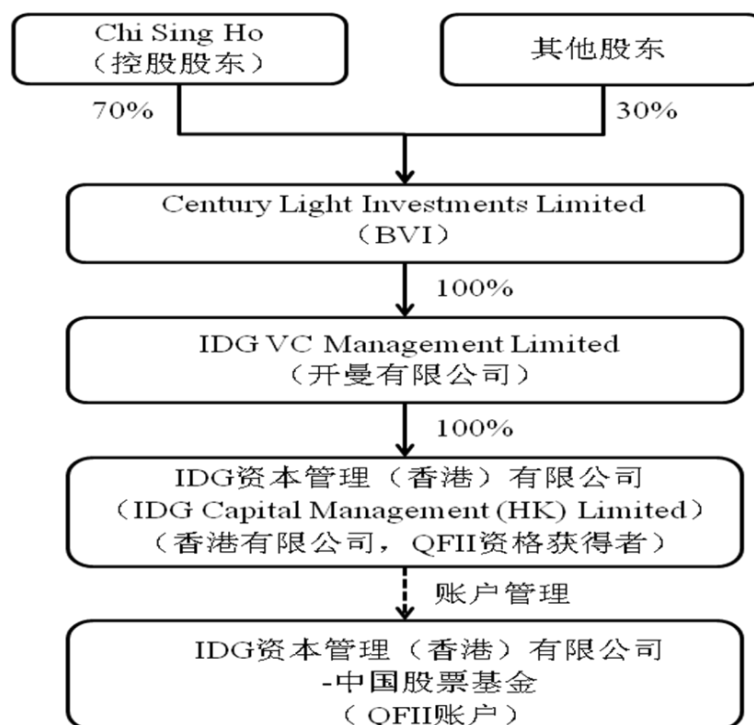 Chi Sing Ho
（控股股东）
其他股东
70%
30%
Century Light Investments Limited
（BVI）
100%
IDG VC Management Limited
（开曼有限公司）
100%
IDG资本管理（香港）有限公司
（IDG Capital Management (HK) Limited）
（香港有限公司，QFII资格获得者）
账户管理
IDG资本管理（香港）有限公司
-中国股票基金
（QFII账户）